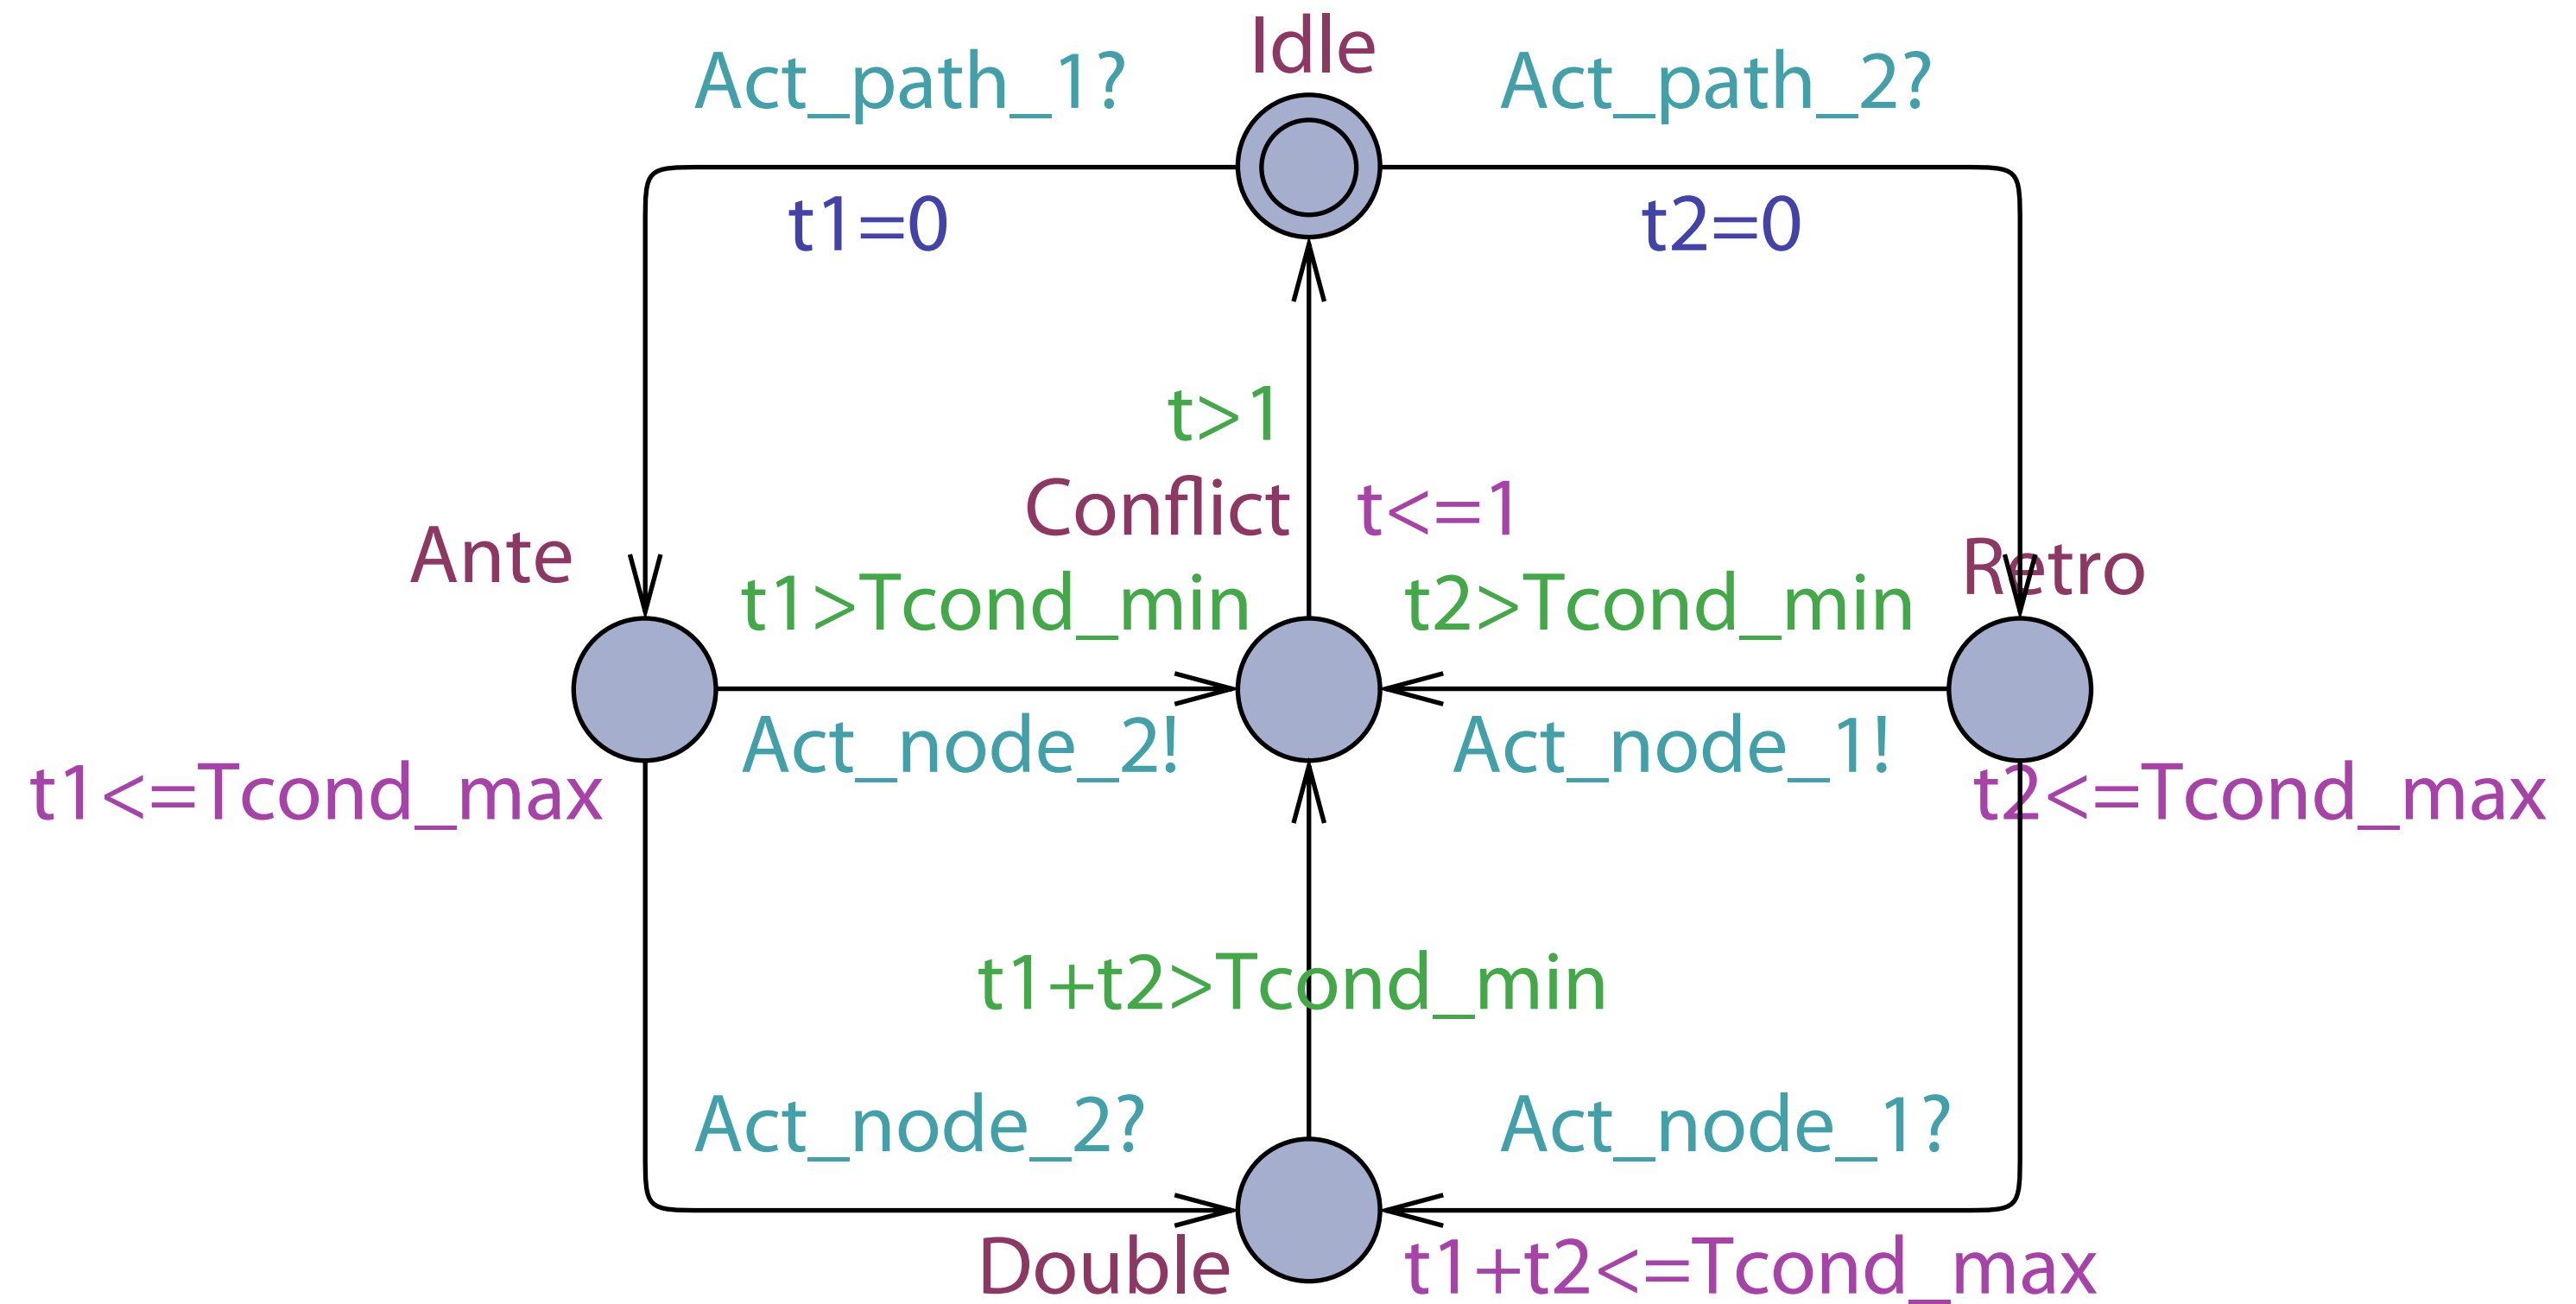 Idle
Act_path_1?
Act_path_2?
t1=0
t2=0
t>1
Conflict
t<=1
Ante
Retro
t1>Tcond_min
t2>Tcond_min
Act_node_2!
Act_node_1!
t1<=Tcond_max
t2<=Tcond_max
t1+t2>Tcond_min
Act_node_2?
Act_node_1?
Double
t1+t2<=Tcond_max